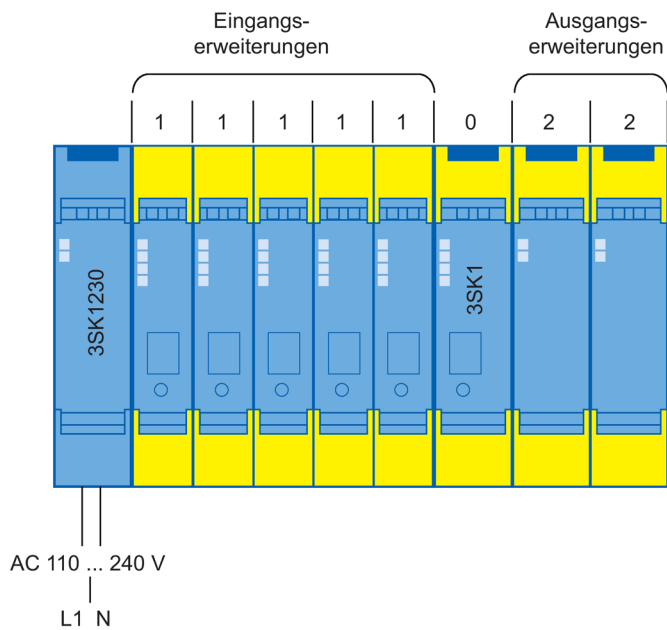 Eingangs-
erweiterungen
Ausgangs-
erweiterungen
1 1 1 1 1 0 2 2
3SK1230
3SK1
AC 110 ... 240 V
L1 N